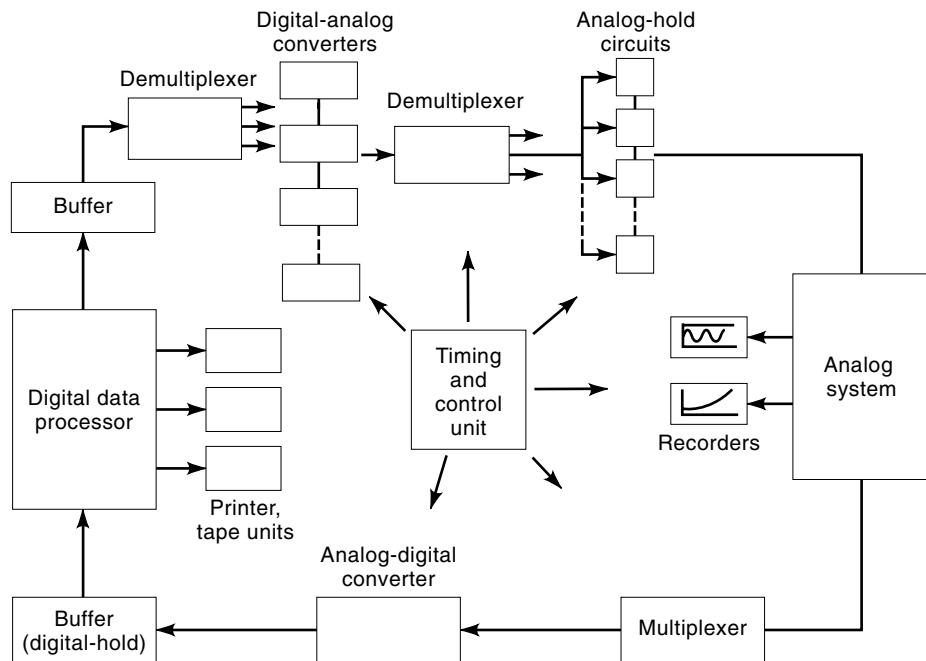 Digital-analog
converters
Analog-hold
circuits
Demultiplexer
Demultiplexer
Buffer
Timing
and
control
unit
Analog
system
Digital data
processor
Recorders
Printer,
tape units
Analog-digital
converter
Buffer
(digital-hold)
Multiplexer